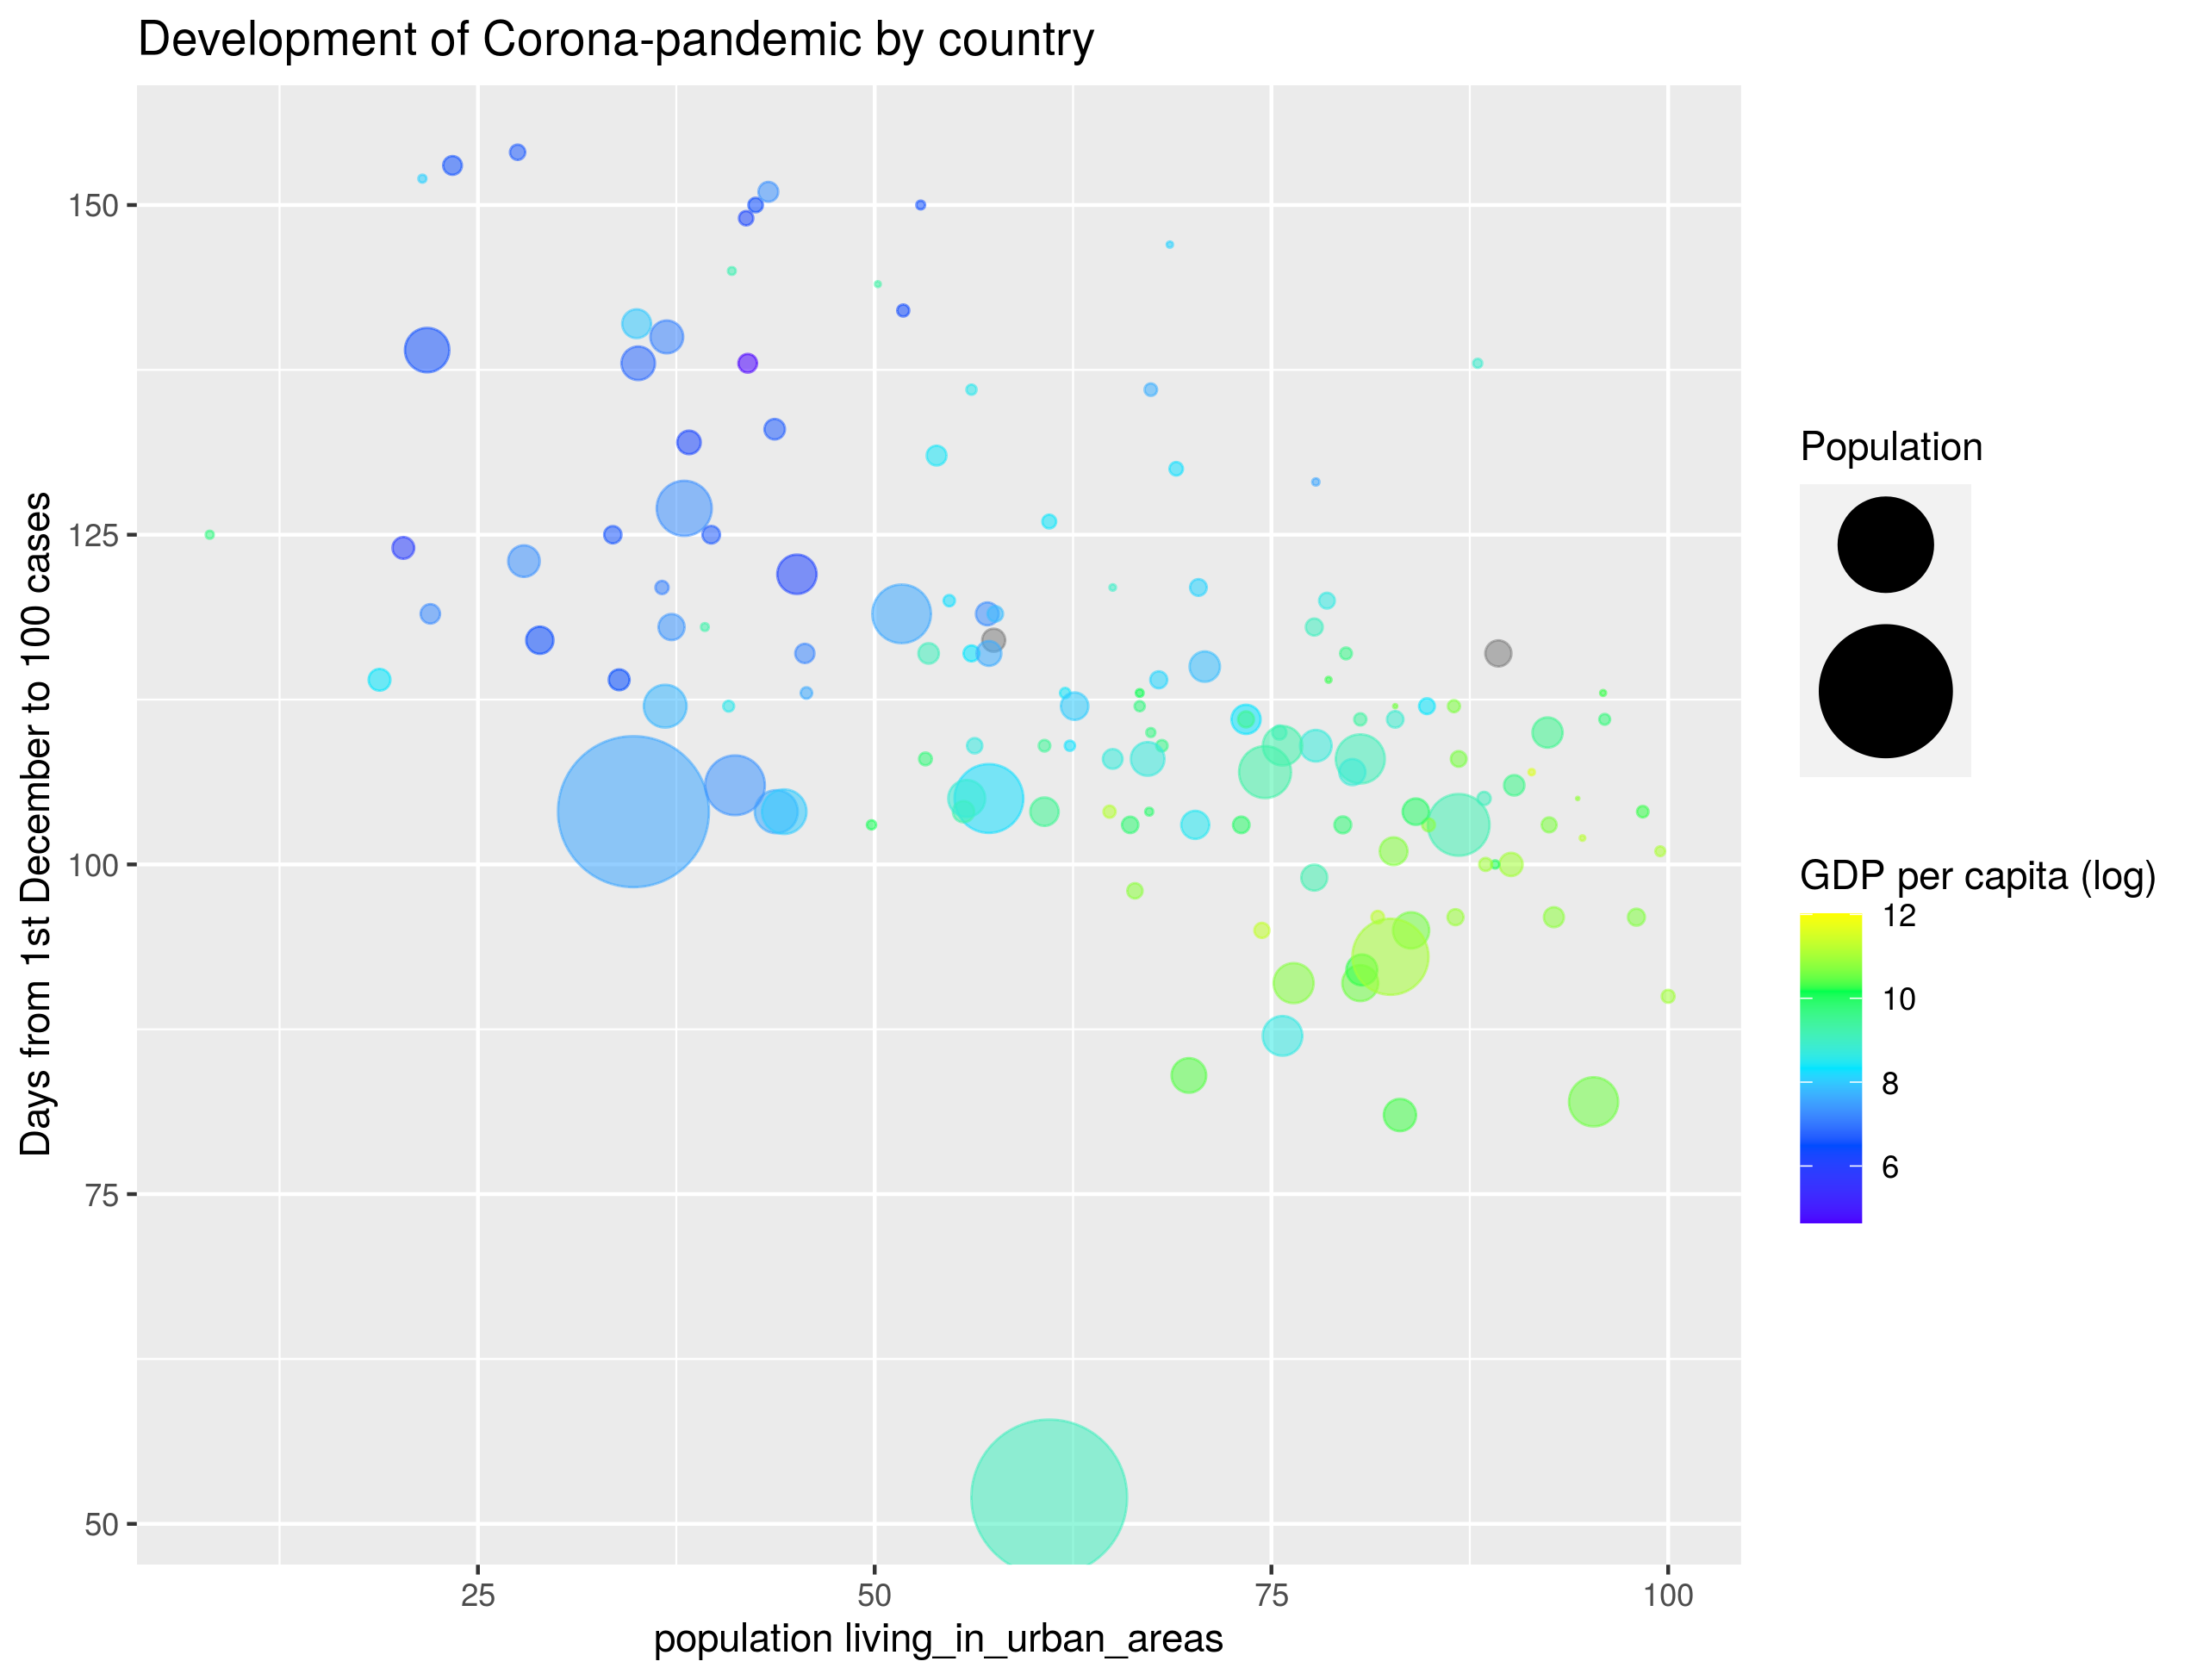 Development of Corona-pandemic by country
Days from 1st December to 100 cases
150
125
100
75
50
25
50
75
100
population living_in_urban_areas
Population
GDP per capita (log)
12
10
8
6